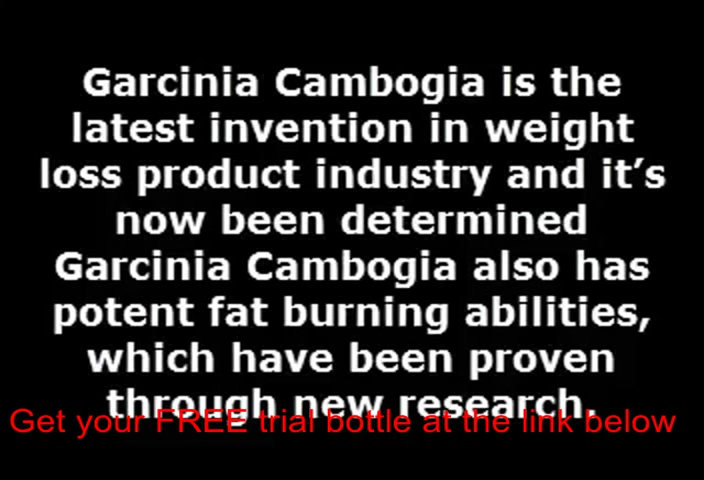 Garcinia Cambogia is the
latest invention in weight
loss product industry and it’s
now been determined
Garcinia Cambogia also has
potent fat burning abilities,
which have been proven
through new research.
Get your FREE trial bottle at the link below